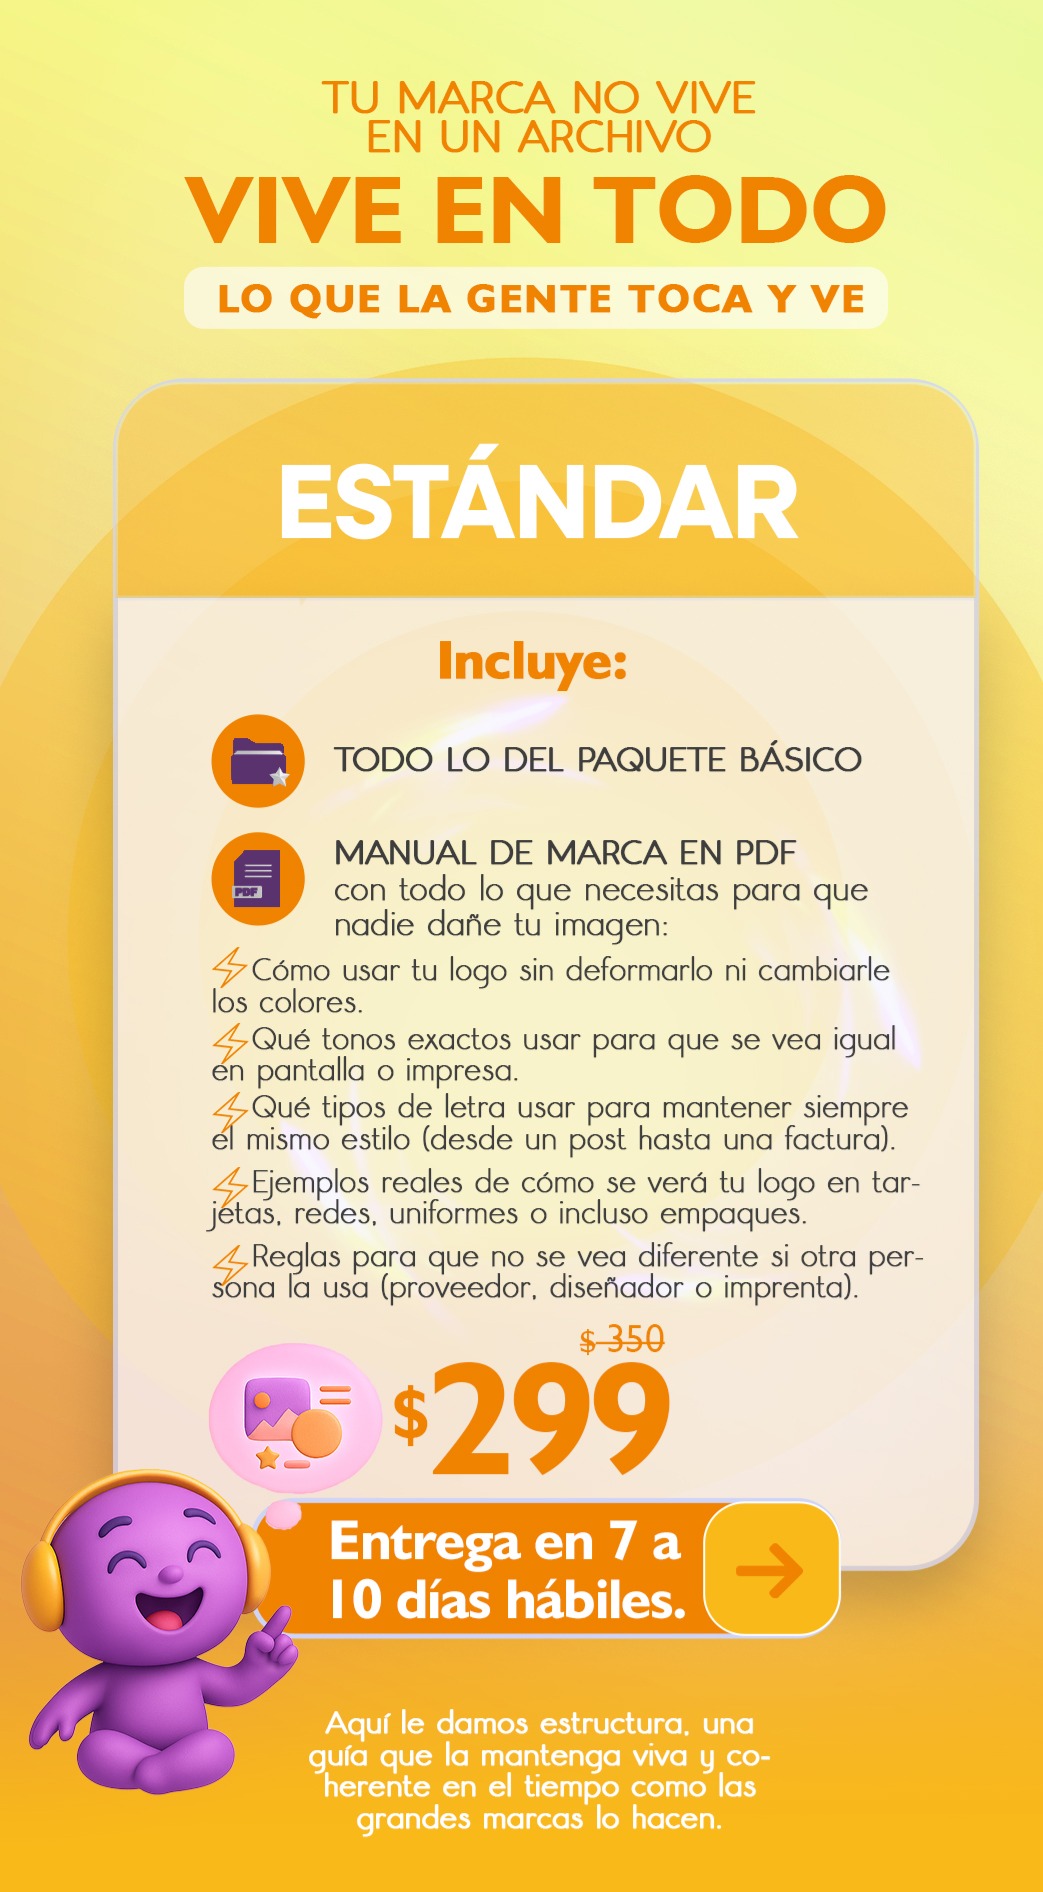 TU MARCA NO VIVE
EN UN ARCHIVO
VIVE EN TODO
LO QUE LA GENTE TOCA Y VE
ESTÁNDAR
Incluye:
TODO LO DEL PAQUETE BÁSICO
PDF
MANUAL DE MARCA EN PDF
con todo lo que necesitas para que
nadie dañe tu imagen:
Cómo usar tu logo sin deformarlo ni cambiarle
los colores.
Qué tonos exactos usar para que se vea igual
en pantalla o impresa.
Qué tipos de letra usar para mantener siempre
el mismo estilo (desde un post hasta una factura).
Ejemplos reales de cómo se verá tu logo en tar-
jetas, redes, uniformes o incluso empaques.
Reglas para que no se vea diferente si otra per-
sona la usa (proveedor, diseñador o imprenta).
$ 350
$299
Entrega en 7 a
10 días hábiles.
Aquí le damos estructura, una
guía que la mantenga viva y co-
herente en el tiempo como las
grandes marcas lo hacen.